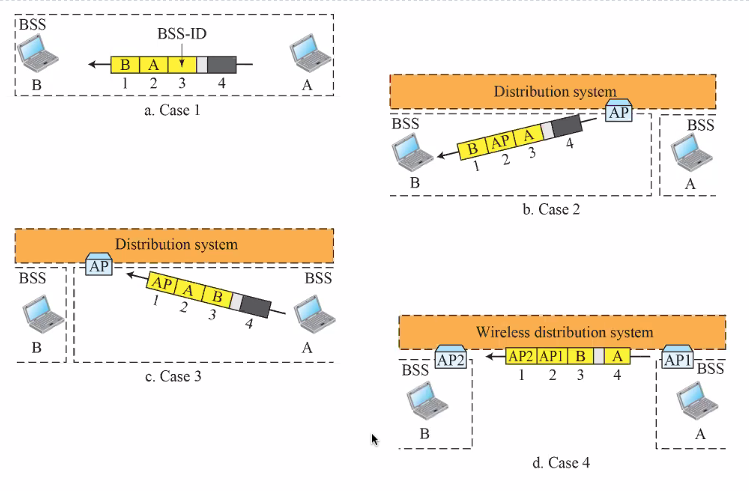 BSS
BSS-ID
B A
1 2 3 4
B
A
a. Case 1
Distribution system
AP
BSS
BSS
B AP A
1 2 3 4
B
A
b. Case 2
Distribution system
AP
BSS
BSS
AP A B
1 2 3 4
B
A
c. Case 3
Wireless distribution system
AP2
AP1
BSS
BSS
AP2 AP1 B A
1 2 3 4
B
A
d. Case 4